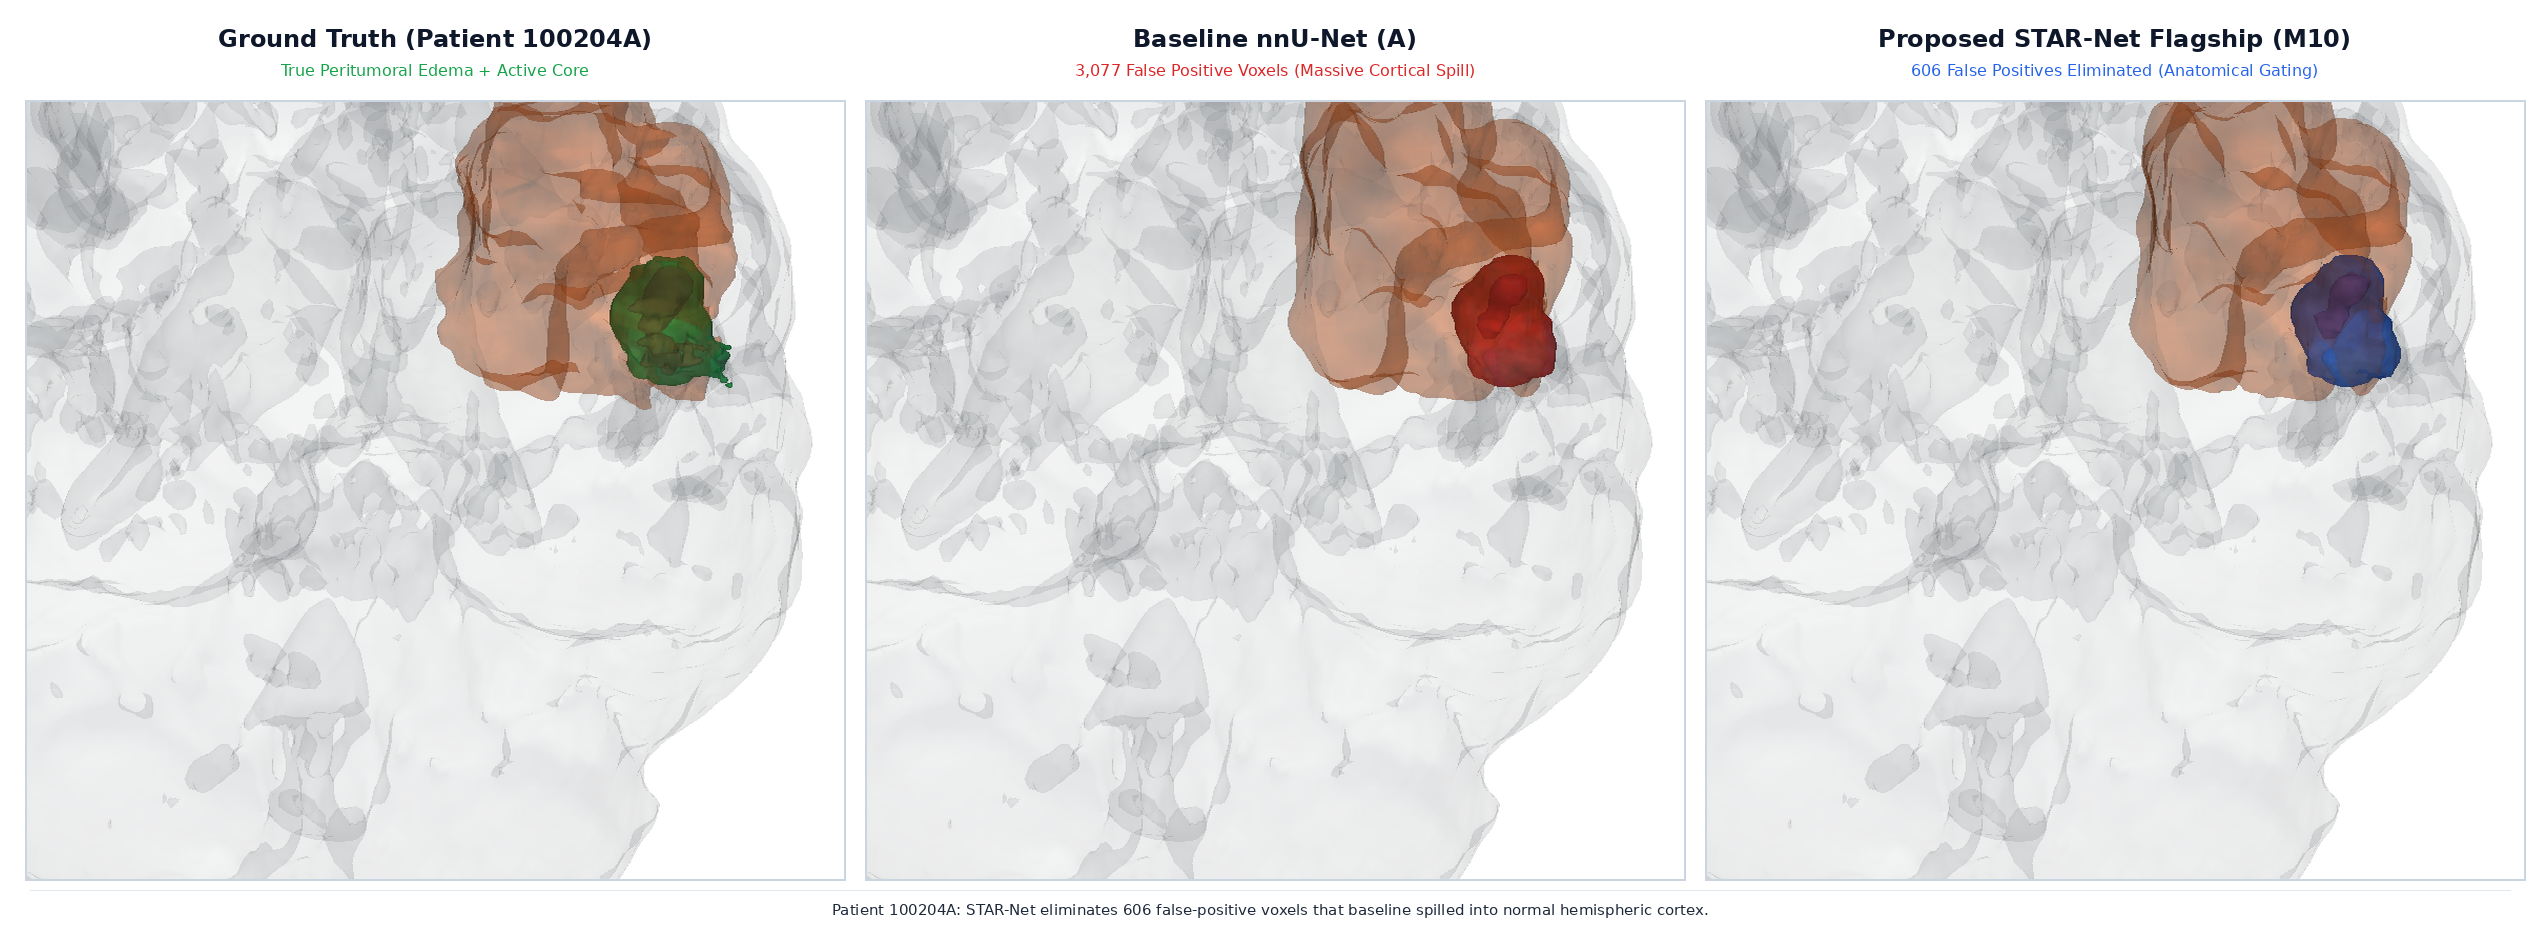 Ground Truth (Patient 100204A)
True Peritumoral Edema + Active Core
Baseline nnU-Net (A)
3,077 False Positive Voxels (Massive Cortical Spill)
Proposed STAR-Net Flagship (M10)
606 False Positives Eliminated (Anatomical Gating)
Patient 100204A: STAR-Net eliminates 606 false-positive voxels that baseline spilled into normal hemispheric cortex.